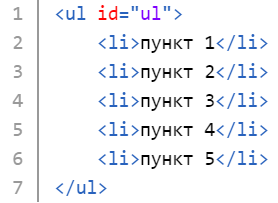 1 <ul id="ul">
2 <li>пункт 1</li>
3 <li>пункт 2</li>
4 <li>пункт 3</li>
5 <li>пункт 4</li>
6 <li>пункт 5</li>
7 </ul>